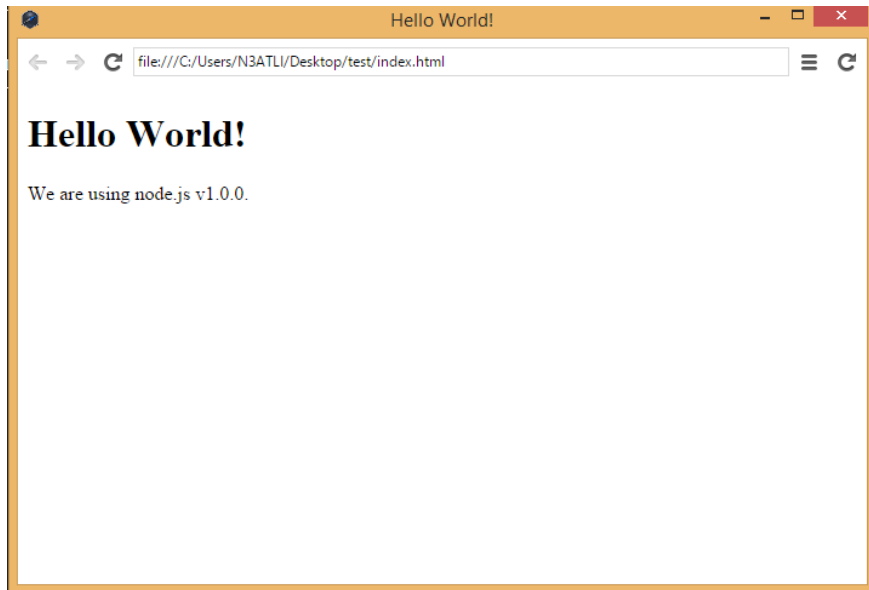 Hello World!
file:///C:/Users/N3ATLI/Desktop/test/index.html
Hello World!
We are using node.js v1.0.0.